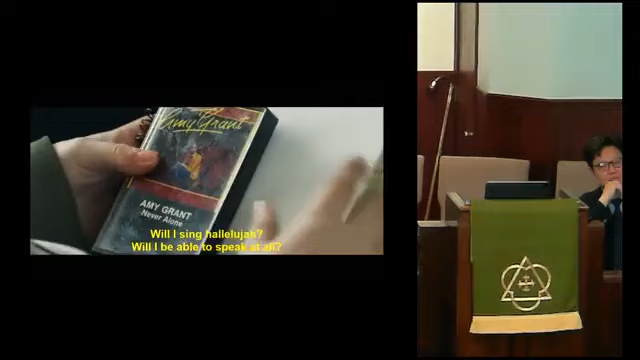 Amy Grant
AMY GRANT
Never Alone
Will I sing hallelujah?
Will I be able to speak at all?